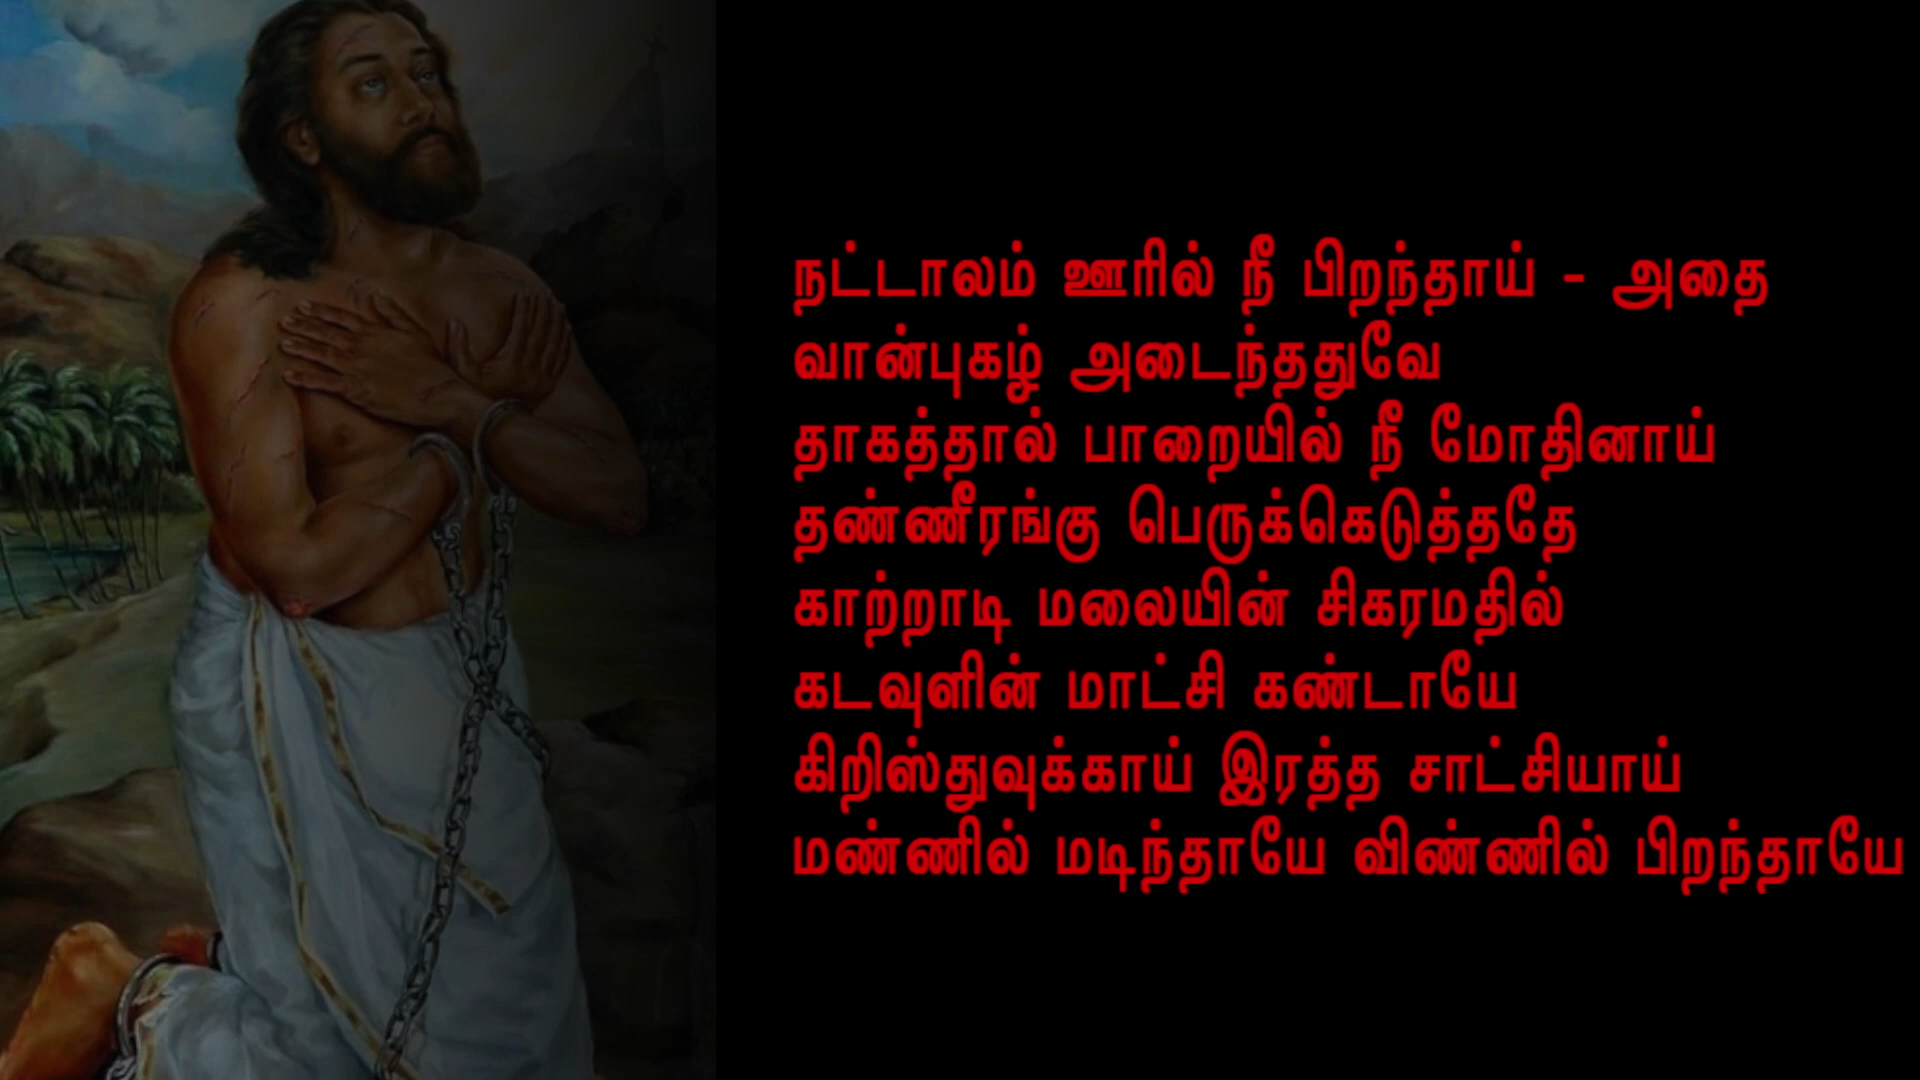 நட்டாலம் ஊரில் நீ பிறந்தாய் - அதை
வான்புகழ் அடைந்ததுவே
தாகத்தால் பாறையில் நீ மோதினாய்
தண்ணீரங்கு பெருக்கெடுத்ததே
காற்றாடி மலையின் சிகரமதில்
கடவுளின் மாட்சி கண்டாயே
கிறிஸ்துவுக்காய் இரத்த சாட்சியாய்
மண்ணில் மடிந்தாயே விண்ணில் பிறந்தாயே